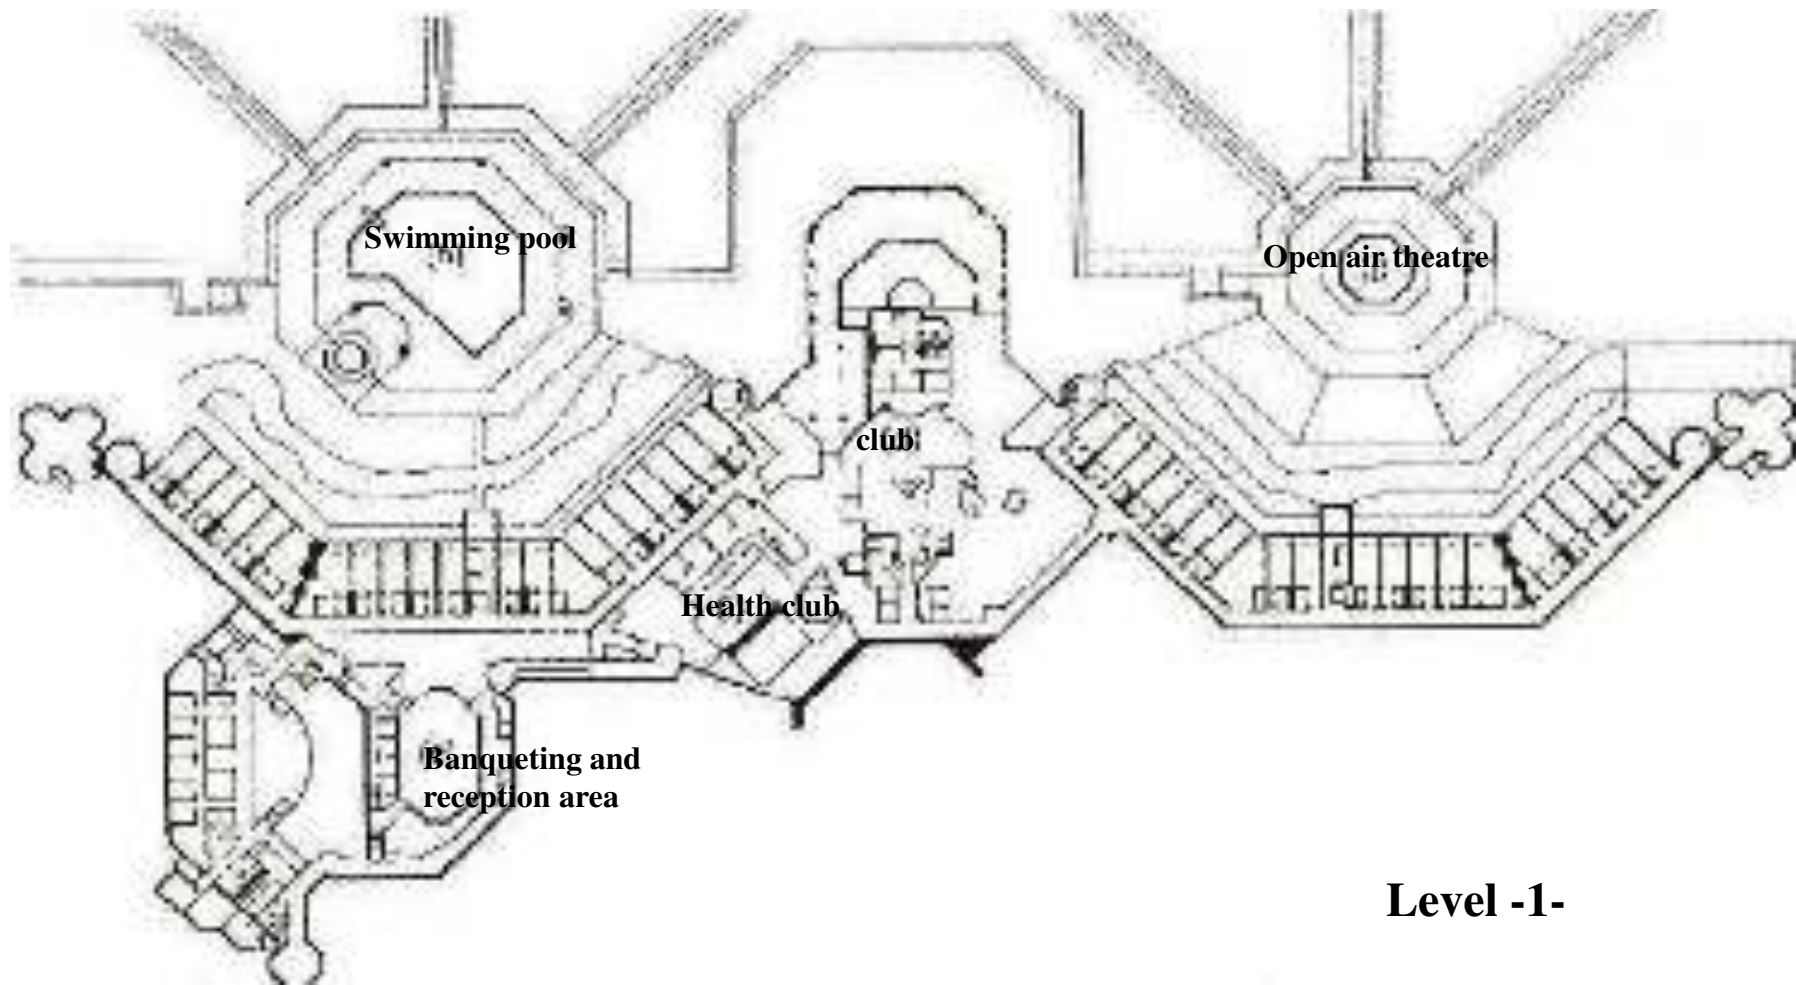 Swimming pool
Open air theatre
club
Health club
Banqueting and
reception area
Level -1-